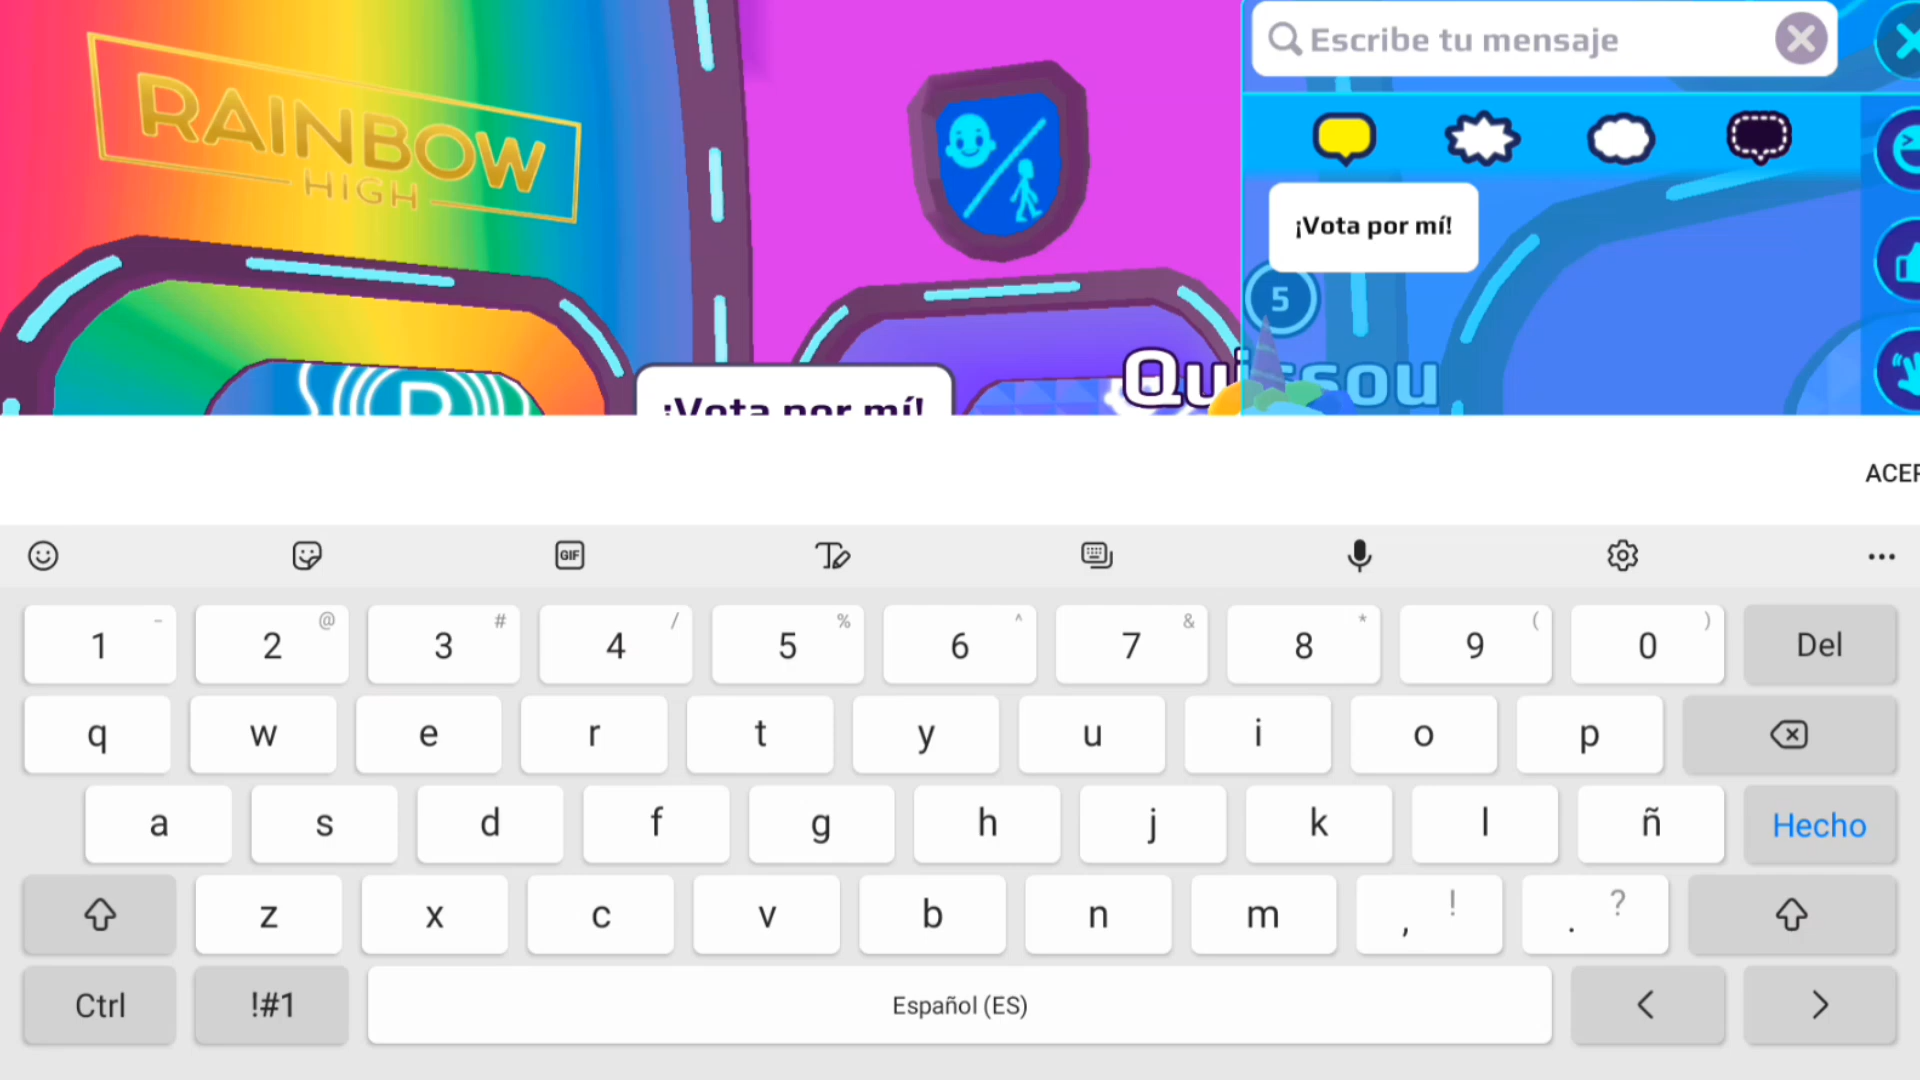 RAINBOW
HIGH
Escribe tu mensaje
¡Vota por mí!
5
¡Vota por mí!
GIF
1 - 2 @ 3 # 4 / 5 % 6 ^ 7 & 8 * 9 ( 0 ) Del
q w e r t y u i o p
a s d f g h j k l ñ Hecho
z x c v b n m , ! . ?
Ctrl !#1 Español (ES) < >